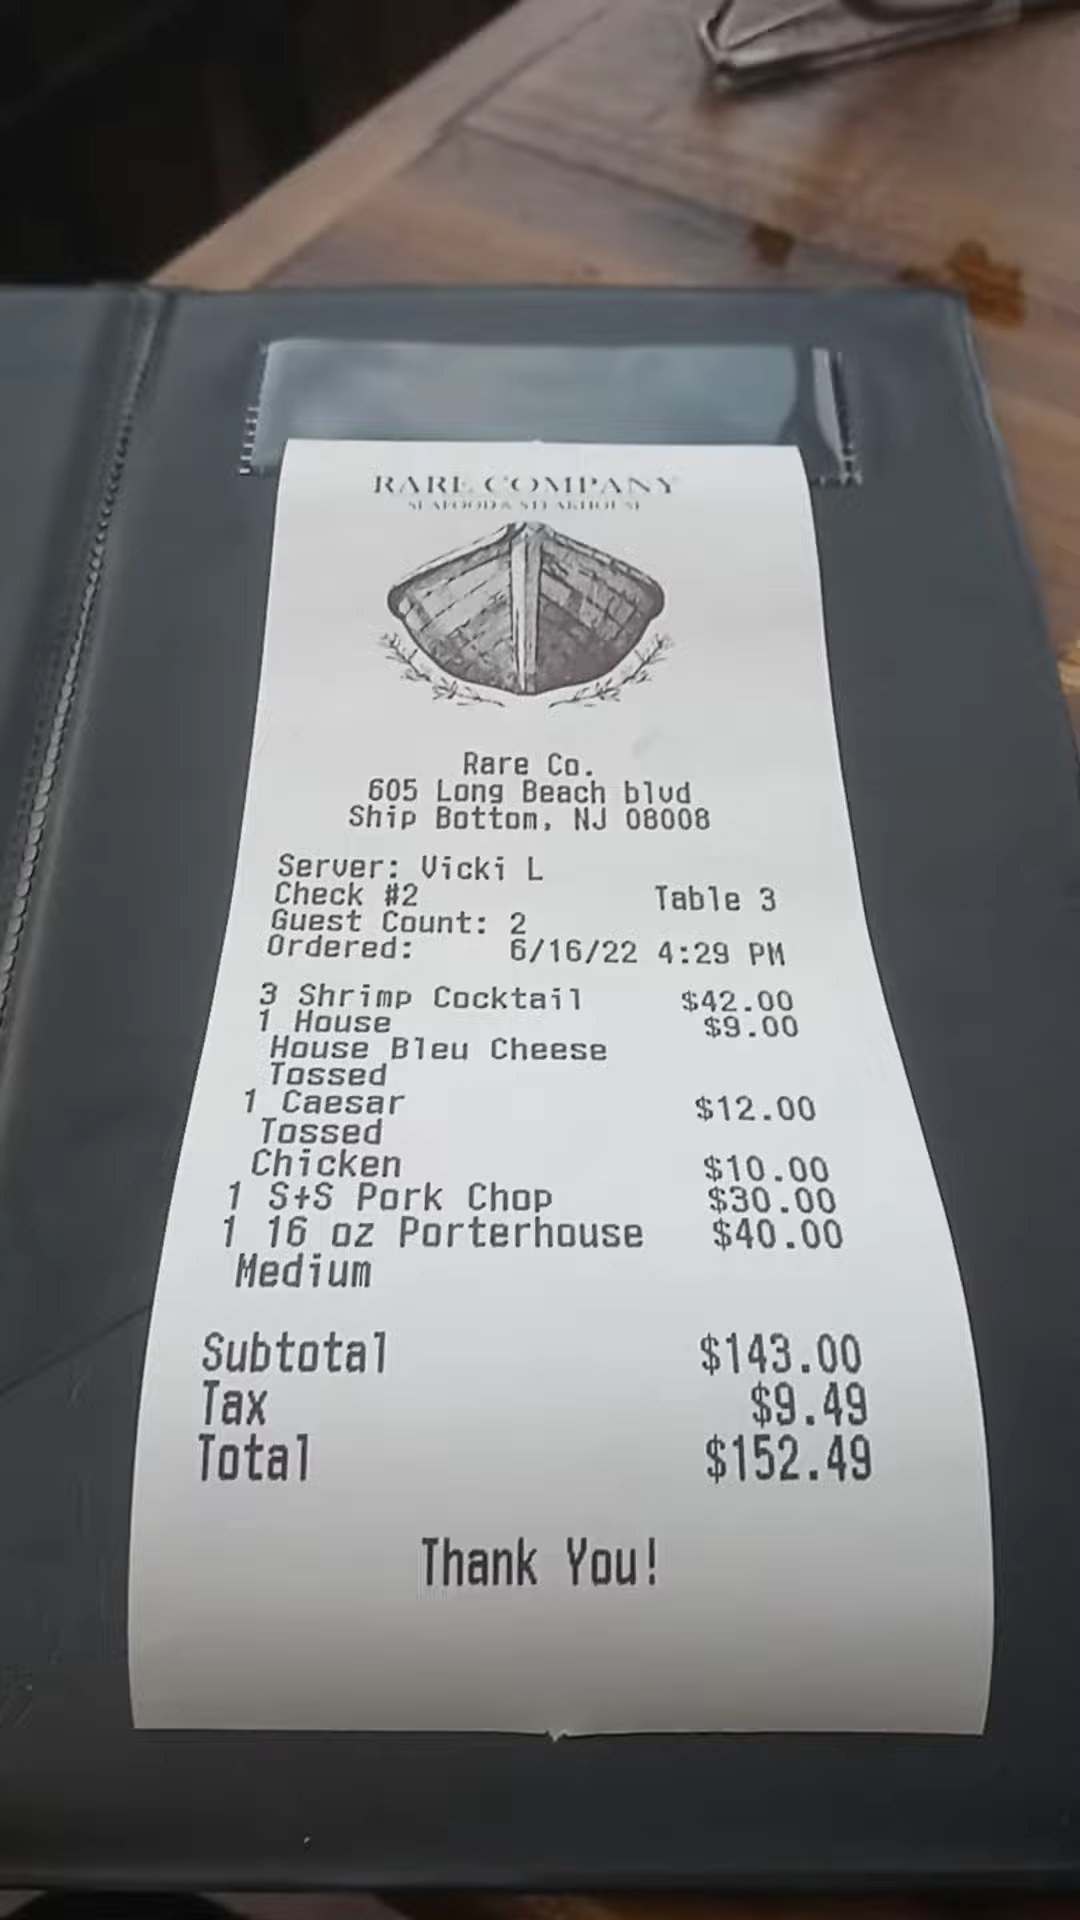 RARE COMPANY
SEAFOOD & STEAKHOUSE
Rare Co.
605 Long Beach blvd
Ship Bottom, NJ 08008
Server: Vicki L
Check #2 Table 3
Guest Count: 2
Ordered: 6/16/22 4:29 PM
3 Shrimp Cocktail $42.00
1 House $9.00
House Bleu Cheese
Tossed
1 Caesar $12.00
Tossed
Chicken $10.00
1 S+S Pork Chop $30.00
1 16 oz Porterhouse $40.00
Medium
Subtotal $143.00
Tax $9.49
Total $152.49
Thank You!